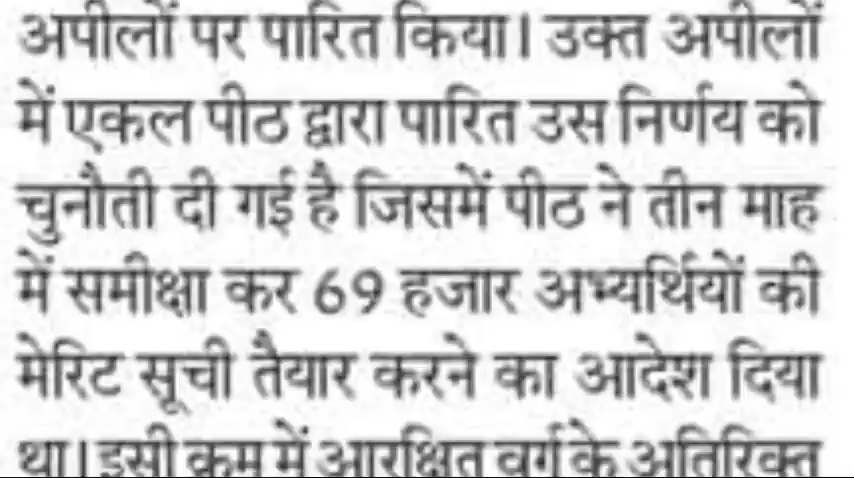 अपीलों पर पारित किया। उक्त अपीलों
में एकल पीठ द्वारा पारित उस निर्णय को
चुनौती दी गई है जिसमें पीठ ने तीन माह
में समीक्षा कर 69 हजार अभ्यर्थियों की
मेरिट सूची तैयार करने का आदेश दिया
था। इसी क्रम में आरक्षित वर्ग के अतिरिक्त